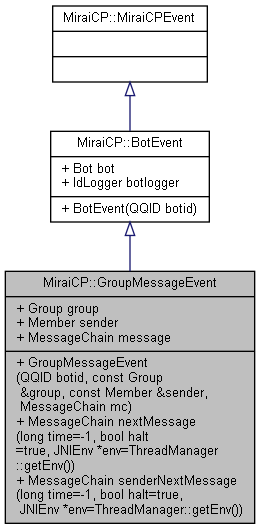 MiraiCP::MiraiCPEvent
MiraiCP::BotEvent
+ Bot bot
+ IdLogger botlogger
+ BotEvent(QQID botid)
MiraiCP::GroupMessageEvent
+ Group group
+ Member sender
+ MessageChain message
+ GroupMessageEvent
(QQID botid, const Group
&group, const Member &sender,
MessageChain mc)
+ MessageChain nextMessage
(long time=-1, bool halt
=true, JNIEnv *env=ThreadManager
::getEnv())
+ MessageChain senderNextMessage
(long time=-1, bool halt=true,
JNIEnv *env=ThreadManager::getEnv())